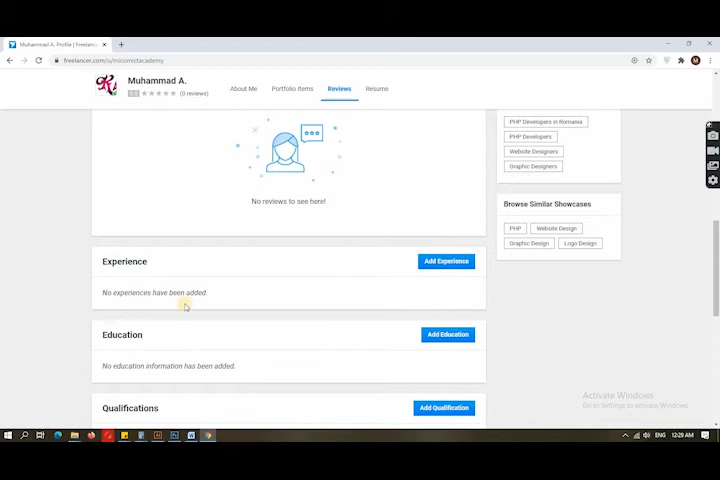 Muhammad A. Profile | Freelancer
freelancer.com/u/micomictacademy
M
Muhammad A.
0.0 (0 reviews)
About Me
Portfolio Items
Reviews
Resume
No reviews to see here!
PHP Developers in Romania
PHP Developers
Website Designers
Graphic Designers
Browse Similar Showcases
PHP
Website Design
Graphic Design
Logo Design
Experience
Add Experience
No experiences have been added.
Education
Add Education
No education information has been added.
Qualifications
Add Qualification
Activate Windows
Go to Settings to activate Windows.
ENG
12:29 AM